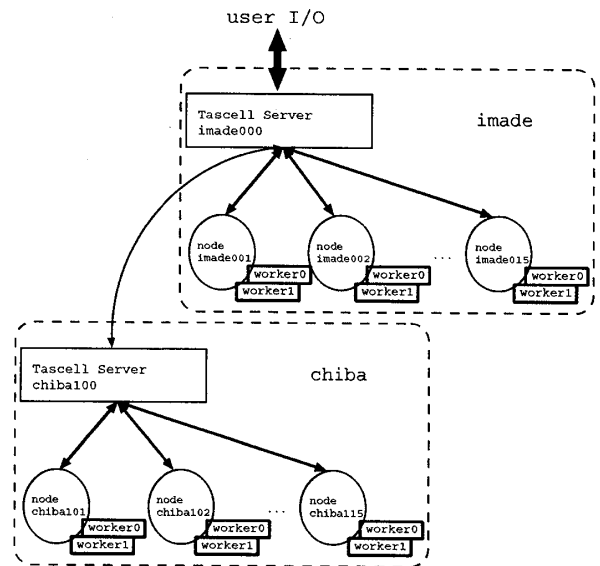 user I/O
Tascell Server
imade000
imade
node
imade001
worker0
worker1
node
imade002
worker0
worker1
...
node
imade015
worker0
worker1
Tascell Server
chiba100
chiba
node
chiba101
worker0
worker1
node
chiba102
worker0
worker1
...
node
chiba115
worker0
worker1